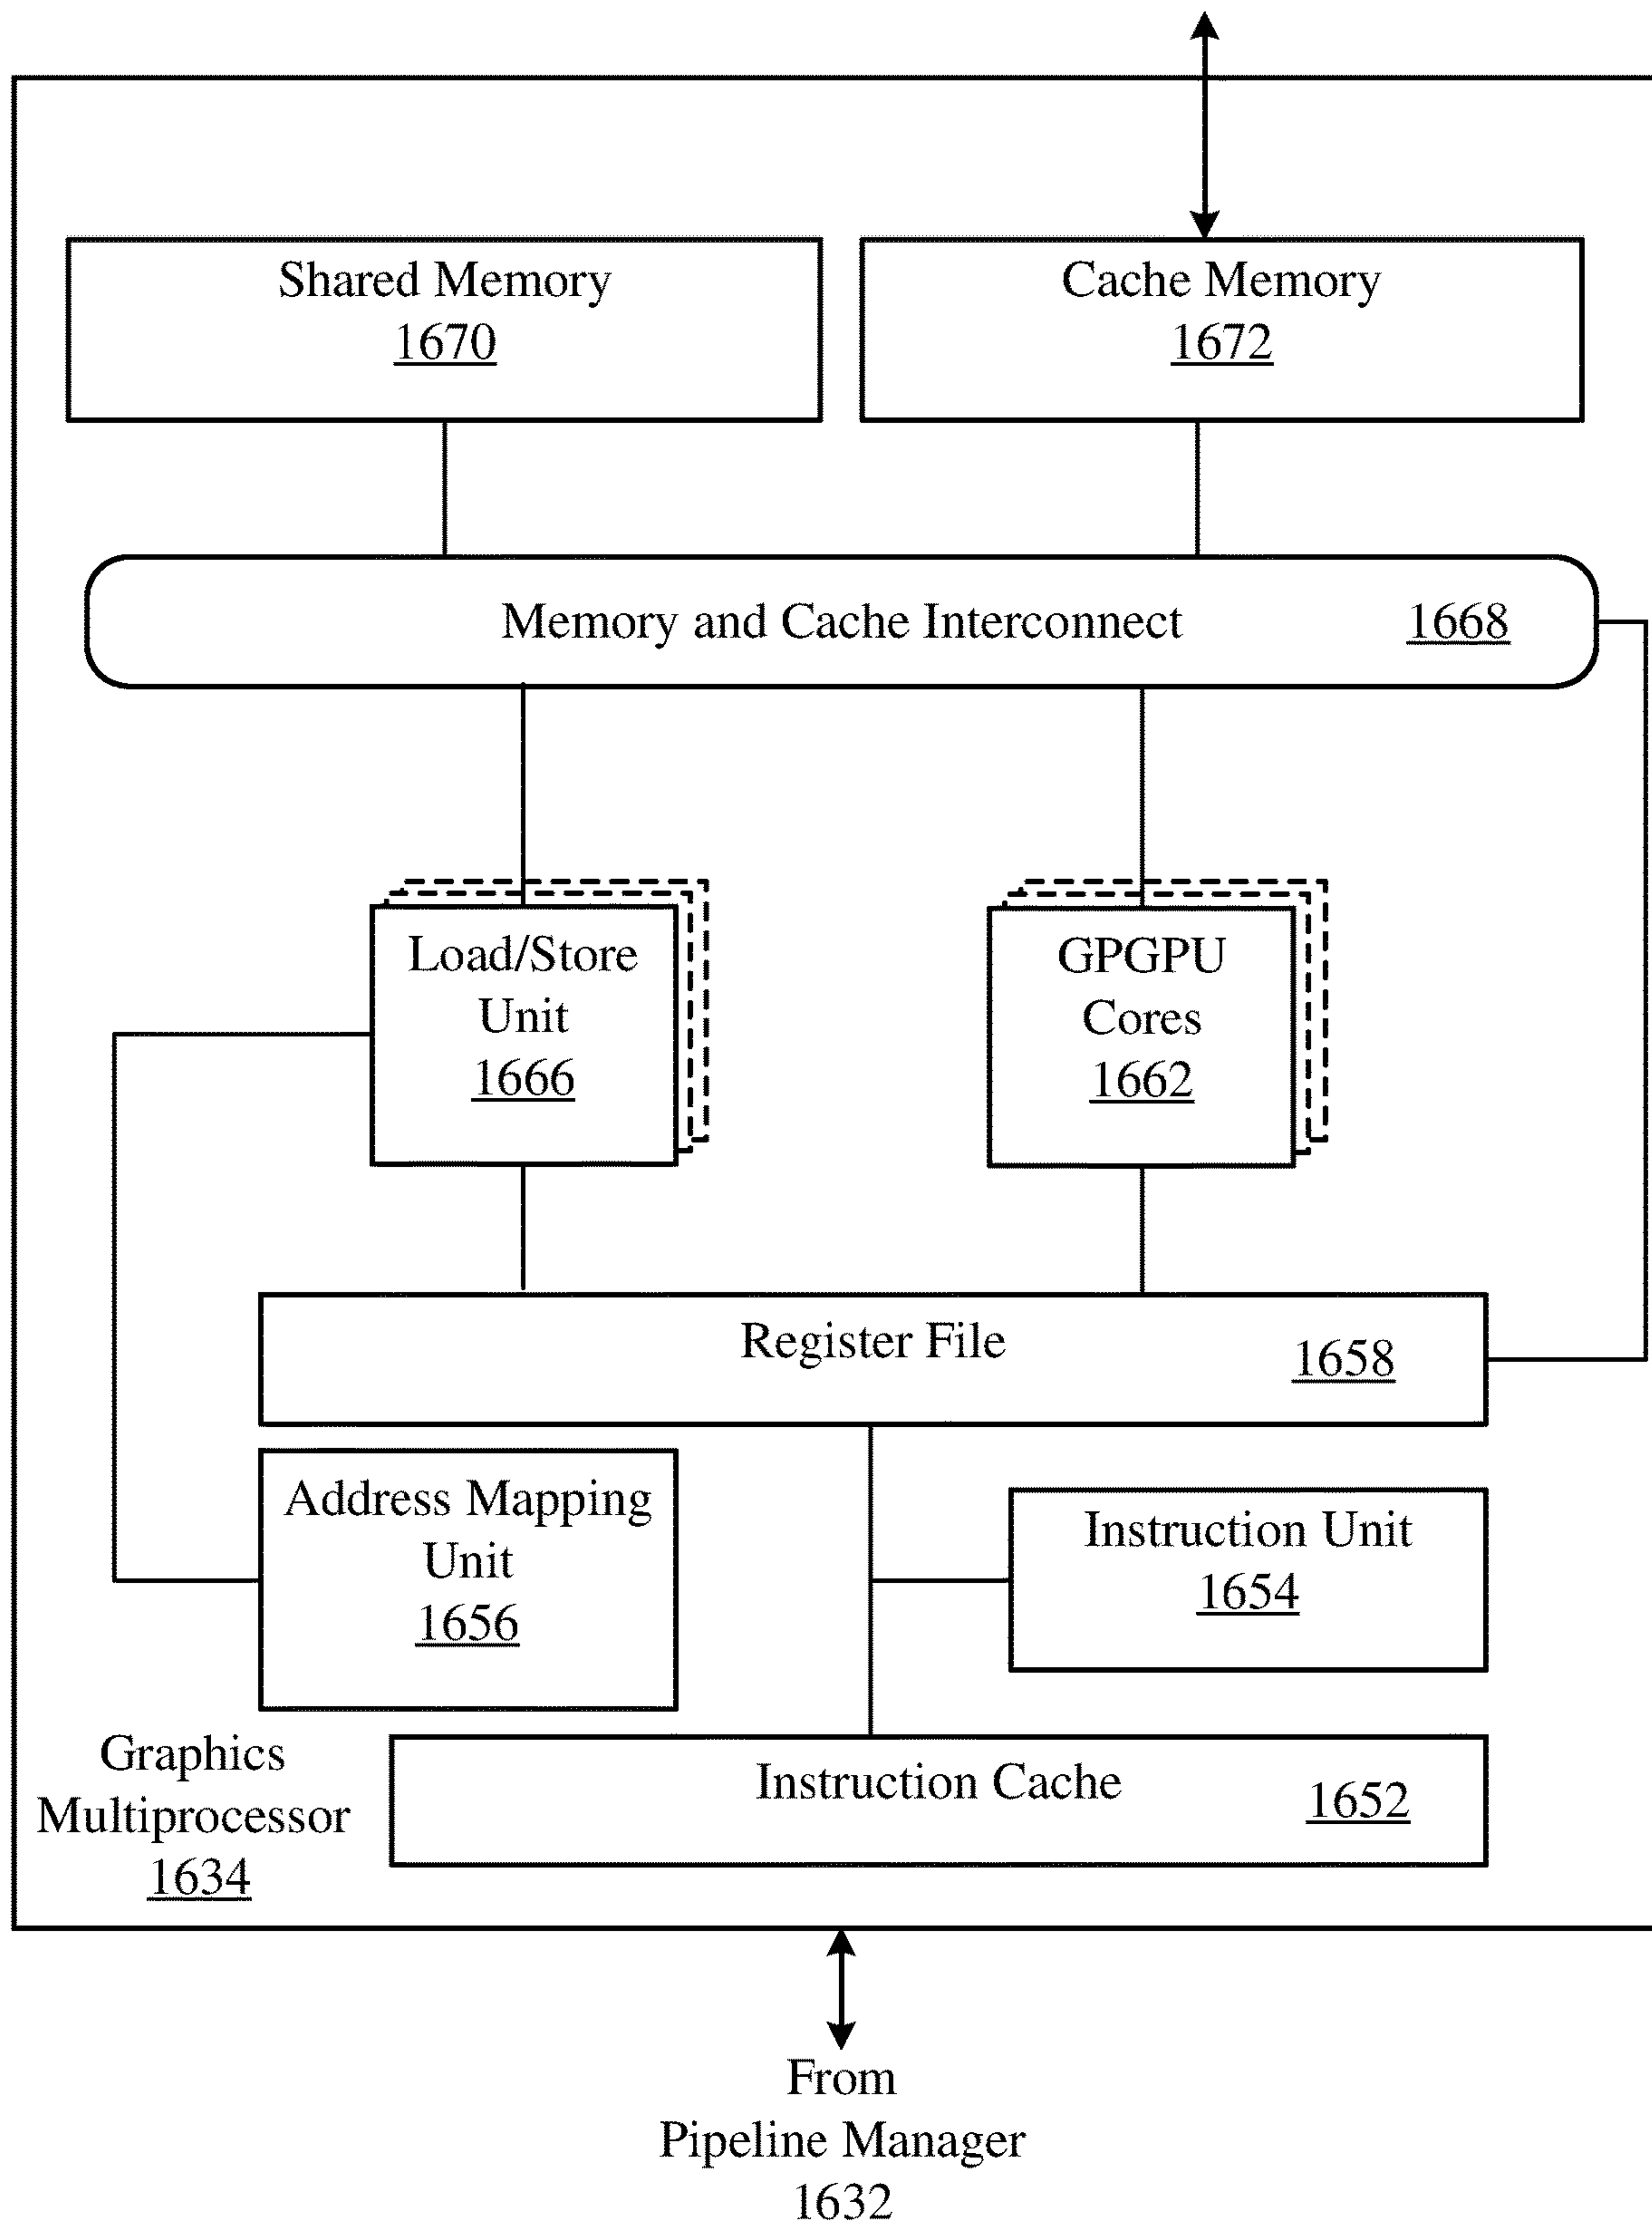 Shared Memory
1670
Cache Memory
1672
Memory and Cache Interconnect 1668
Load/Store
Unit
1666
GPGPU
Cores
1662
Register File 1658
Address Mapping
Unit
1656
Instruction Unit
1654
Graphics
Multiprocessor
1634
Instruction Cache 1652
From
Pipeline Manager
1632